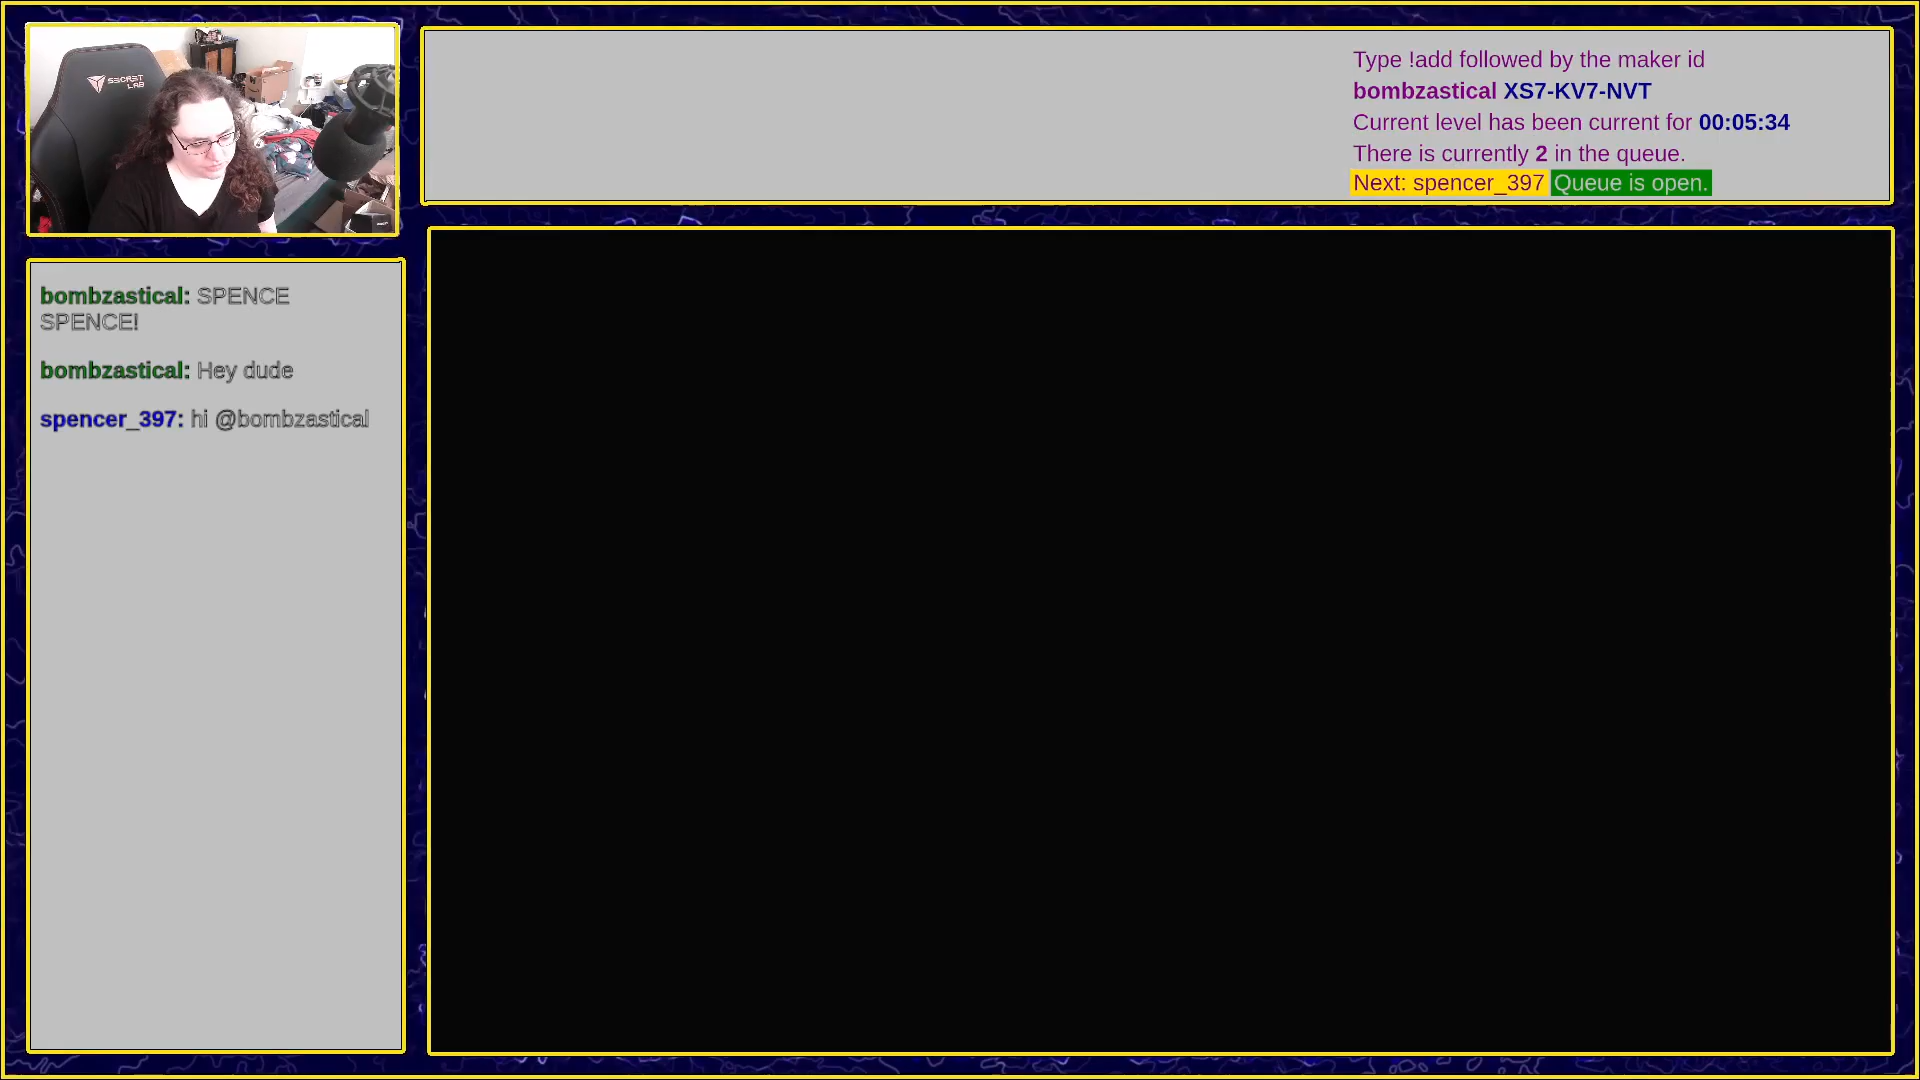 SECRET
LAB
Type !add followed by the maker id
bombzastical XS7-KV7-NVT
Current level has been current for 00:05:34
There is currently 2 in the queue.
Next: spencer_397 Queue is open.
bombzastical: SPENCE
SPENCE!
bombzastical: Hey dude
spencer_397: hi @bombzastical